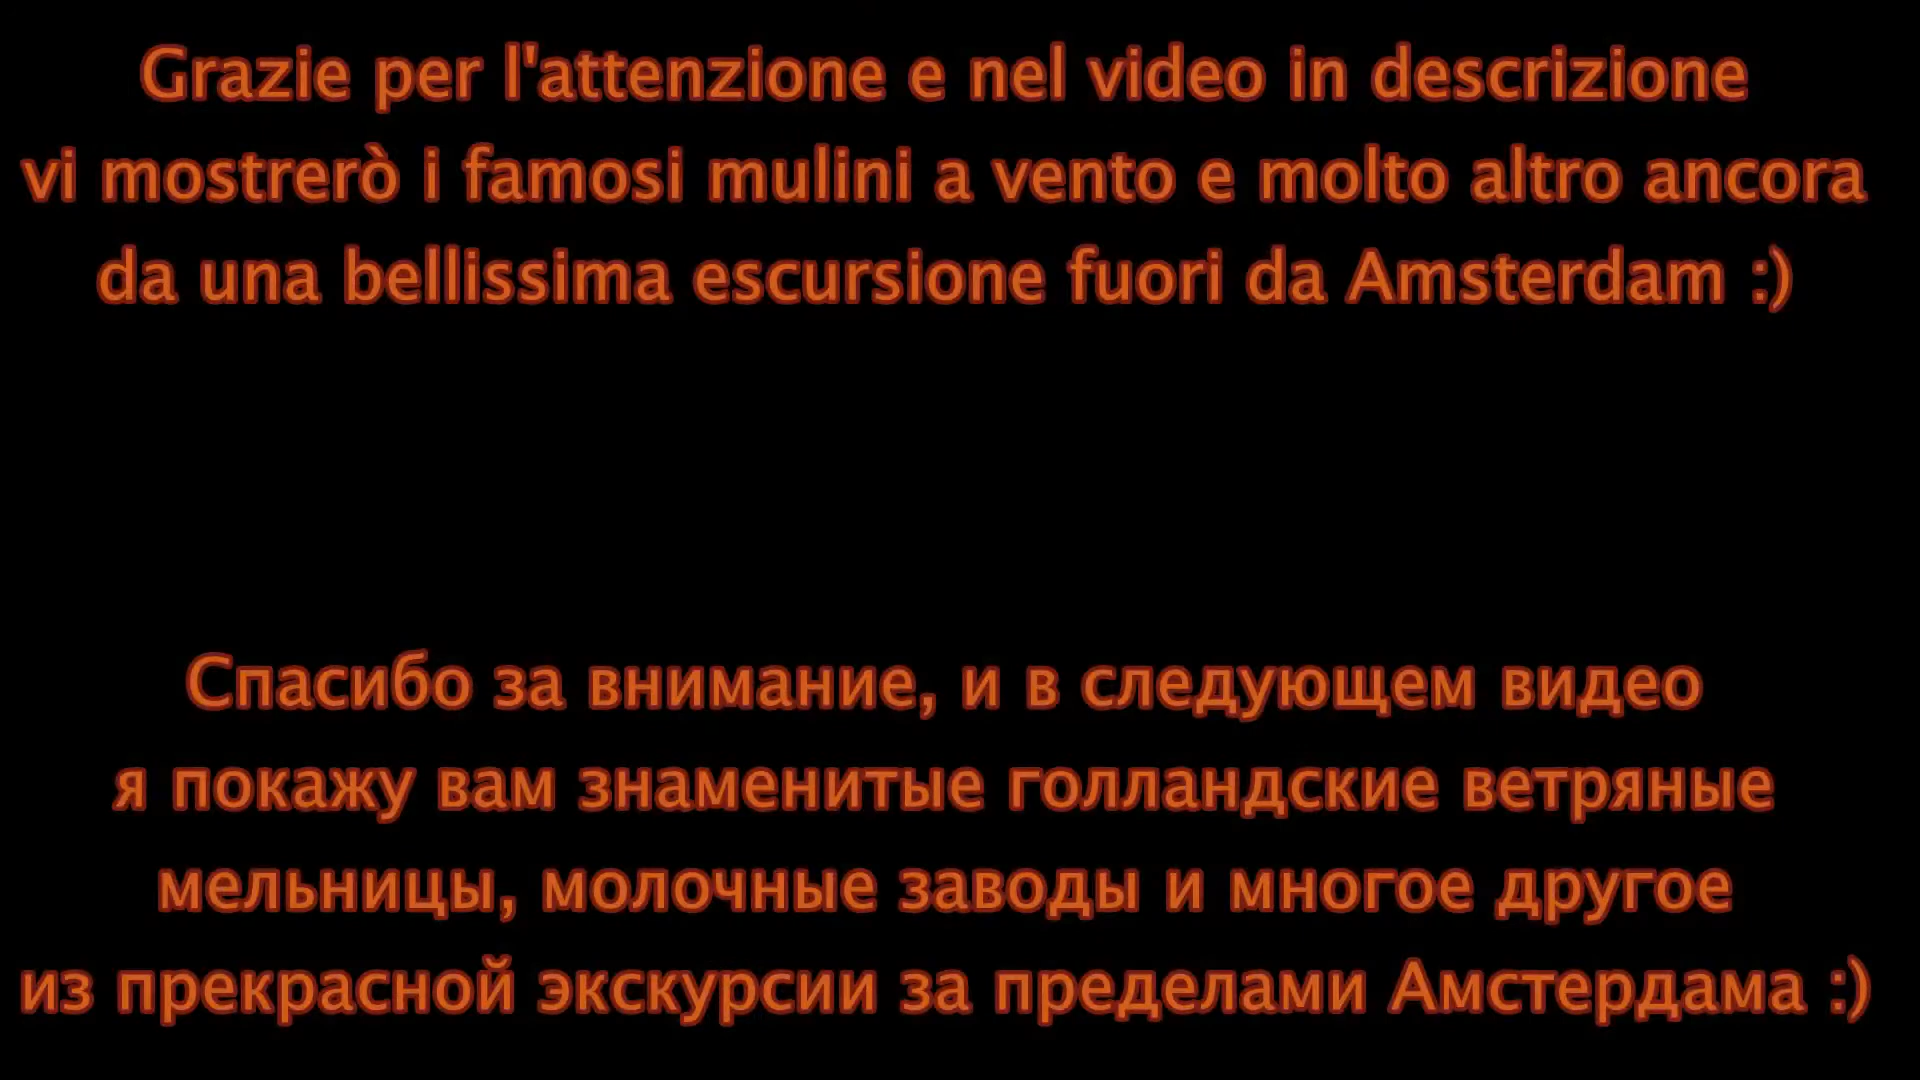 Grazie per l'attenzione e nel video in descrizione
vi mostrerò i famosi mulini a vento e molto altro ancora
da una bellissima escursione fuori da Amsterdam :)
Спасибо за внимание, и в следующем видео
я покажу вам знаменитые голландские ветряные
мельницы, молочные заводы и многое другое
из прекрасной экскурсии за пределами Амстердама :)